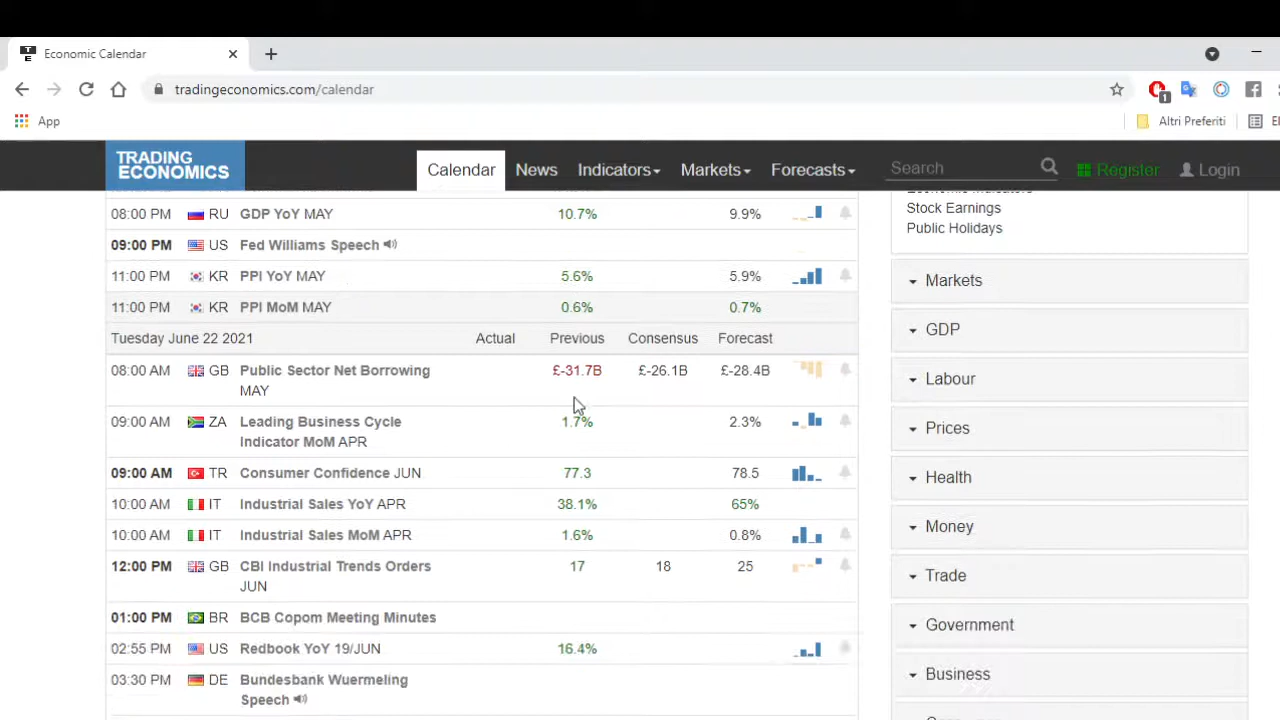 Economic Calendar
tradingeconomics.com/calendar
1
App
Altri Preferiti
TRADING
ECONOMICS
Calendar
News
Indicators
Markets
Forecasts
Search
Register
Login
08:00 PM RU GDP YoY MAY 10.7% 9.9%
09:00 PM US Fed Williams Speech
11:00 PM KR PPI YoY MAY 5.6% 5.9%
11:00 PM KR PPI MoM MAY 0.6% 0.7%
Tuesday June 22 2021 Actual Previous Consensus Forecast
08:00 AM GB Public Sector Net Borrowing £-31.7B £-26.1B £-28.4B
MAY
09:00 AM ZA Leading Business Cycle 1.7% 2.3%
Indicator MoM APR
09:00 AM TR Consumer Confidence JUN 77.3 78.5
10:00 AM IT Industrial Sales YoY APR 38.1% 65%
10:00 AM IT Industrial Sales MoM APR 1.6% 0.8%
12:00 PM GB CBI Industrial Trends Orders 17 18 25
JUN
01:00 PM BR BCB Copom Meeting Minutes
02:55 PM US Redbook YoY 19/JUN 16.4%
03:30 PM DE Bundesbank Wuermeling
Speech
Stock Earnings
Public Holidays
Markets
GDP
Labour
Prices
Health
Money
Trade
Government
Business